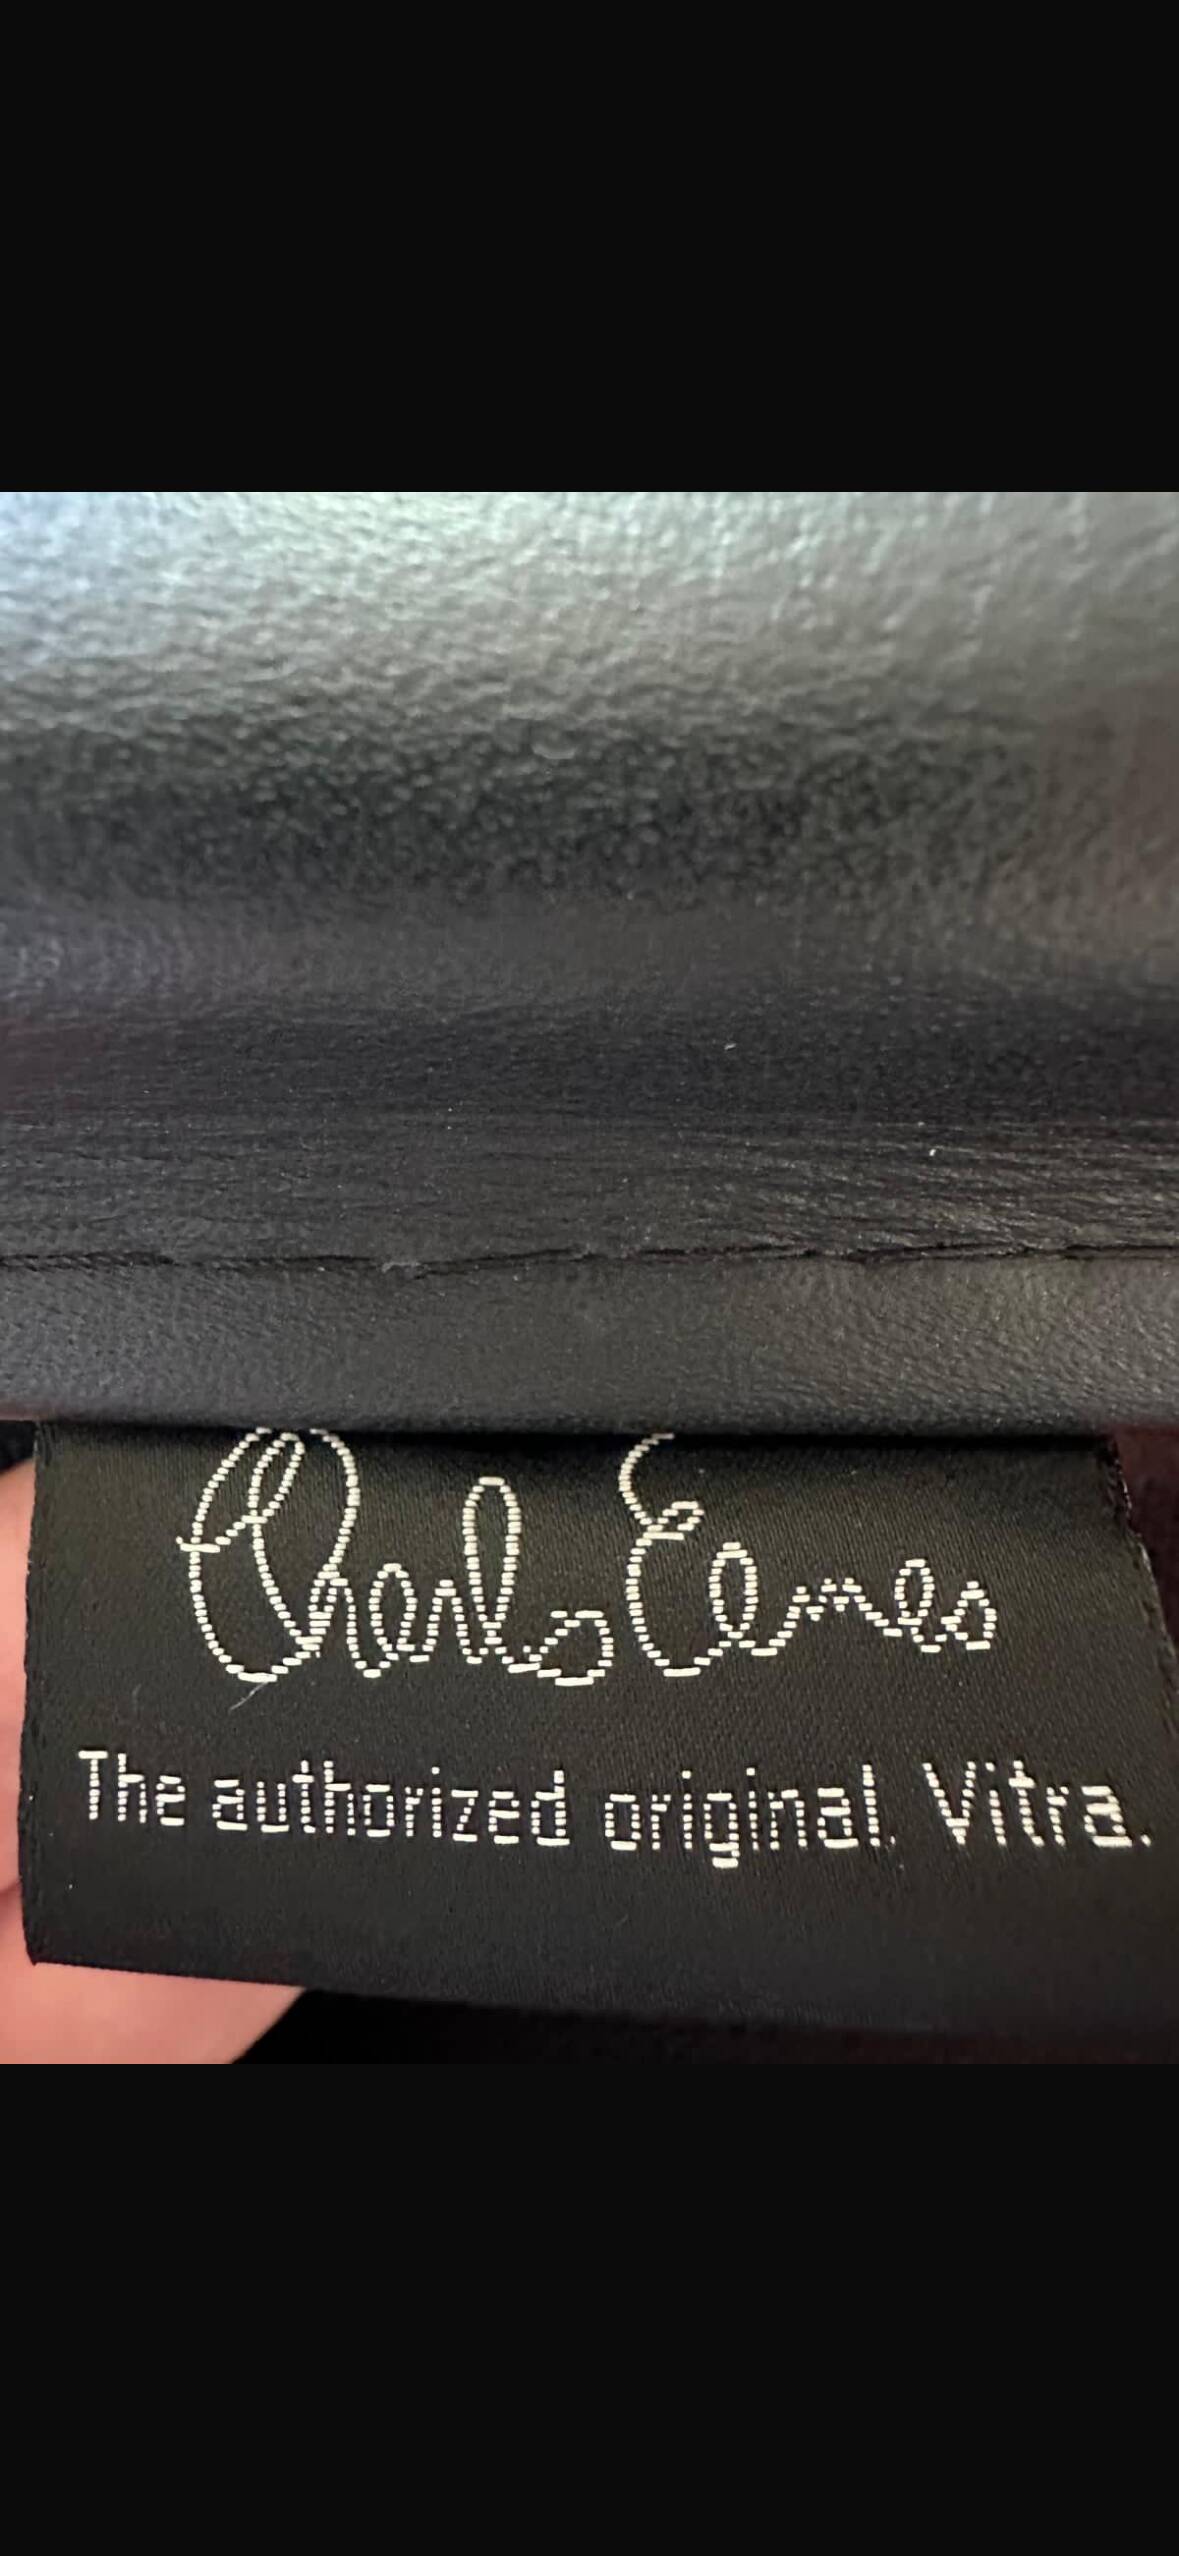 Charles Eames
The authorized original. Vitra.